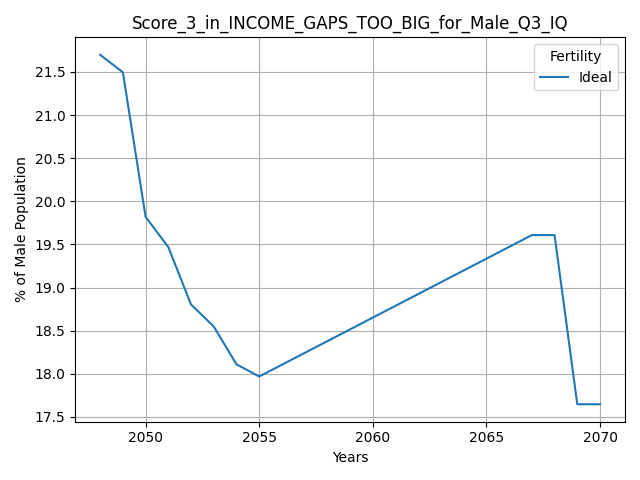 Score_3_in_INCOME_GAPS_TOO_BIG_for_Male_Q3_IQ
Fertility
Ideal
% of Male Population
21.5
21.0
20.5
20.0
19.5
19.0
18.5
18.0
17.5
2050 2055 2060 2065 2070
Years